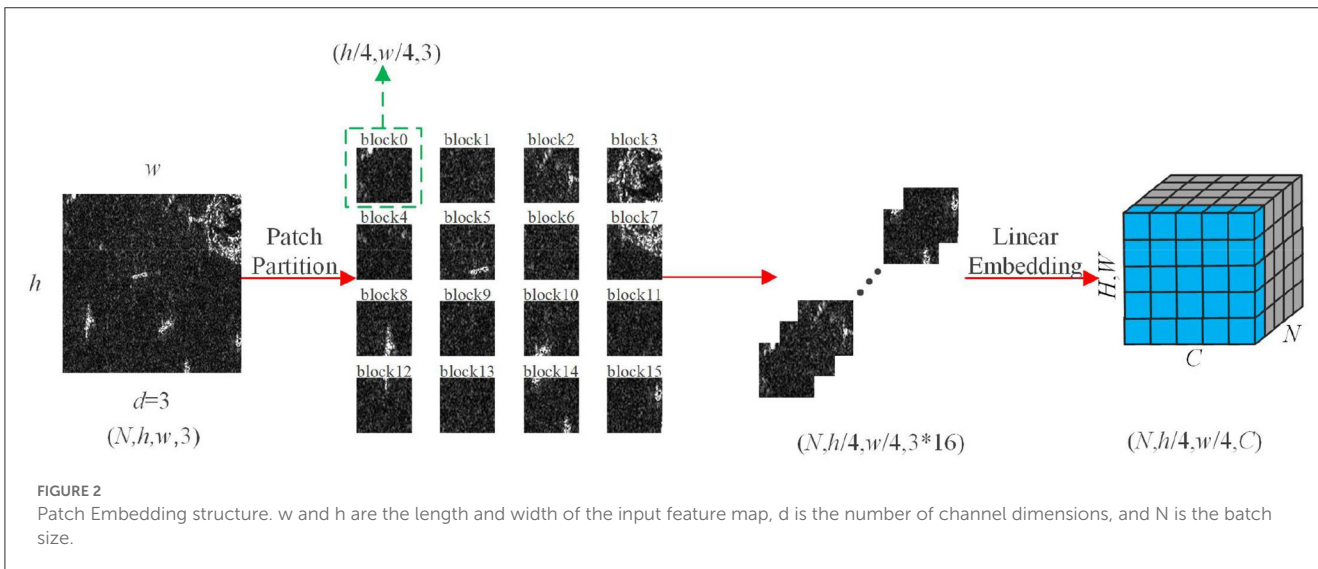 (h/4,w/4,3)
block0 block1 block2 block3
w
block4 block5 block6 block7
Patch
Partition
Linear
Embedding
h
H,W
block8 block9 block10 block11
N
C
block12 block13 block14 block15
d=3
(N,h,w,3)
(N,h/4,w/4,3*16)
(N,h/4,w/4,C)
FIGURE 2
Patch Embedding structure. w and h are the length and width of the input feature map, d is the number of channel dimensions, and N is the batch
size.